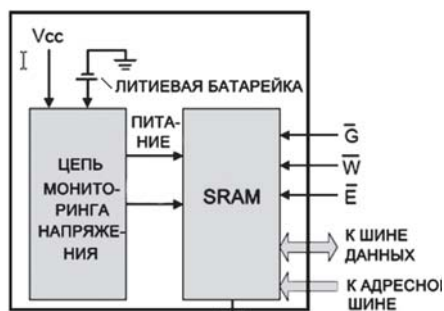 Vcc
ЛИТИЕВАЯ БАТАРЕЙКА
ПИТА-
НИЕ
ЦЕПЬ
МОНИТО-
РИНГА
НАПРЯЖЕ-
НИЯ
SRAM
G̅
W̅
E̅
К ШИНЕ
ДАННЫХ
К АДРЕСНОЙ
ШИНЕ